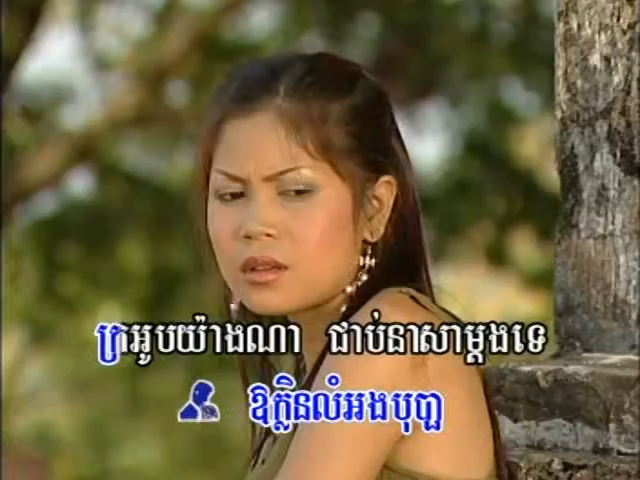 ក្រអូបយ៉ាងណា ជាប់នាសាម្ដងទេ
ឱក្លិនលំអងបុប្ផា